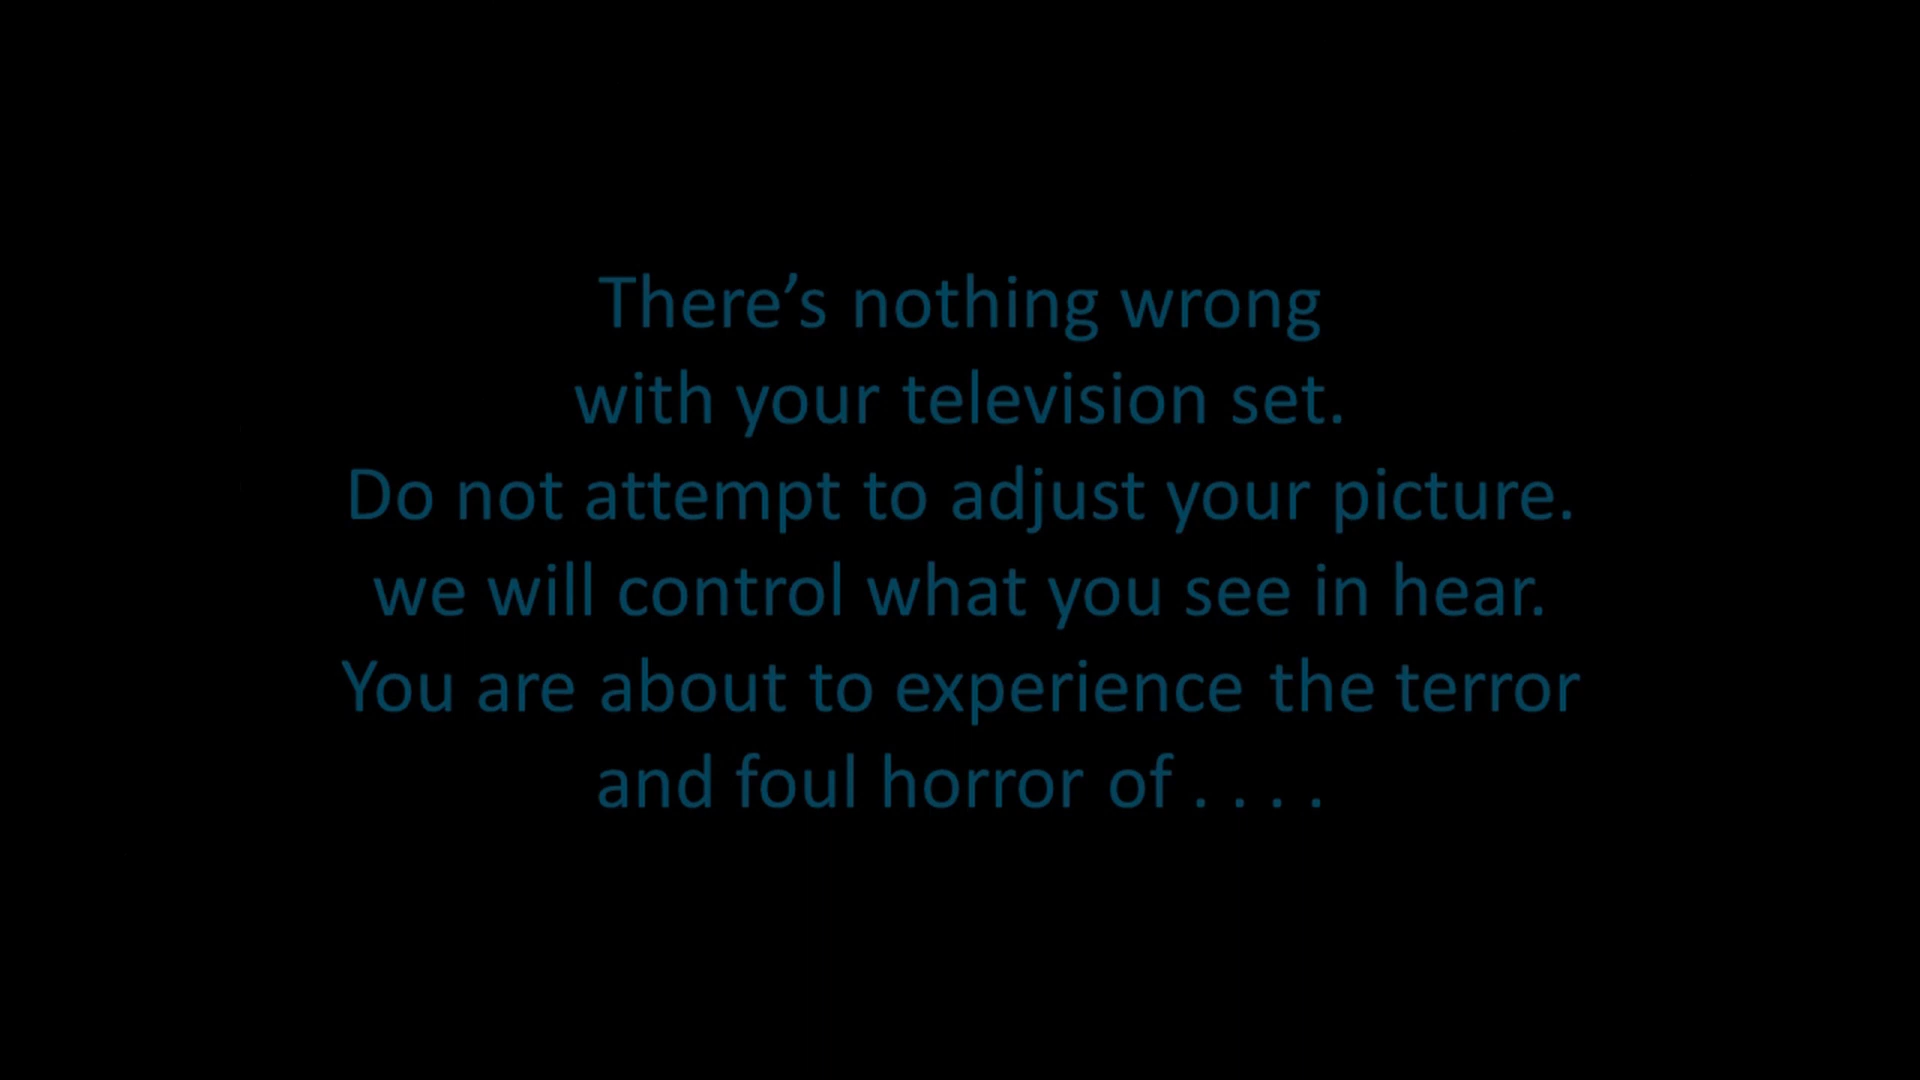 There’s nothing wrong
with your television set.
Do not attempt to adjust your picture.
we will control what you see in hear.
You are about to experience the terror
and foul horror of . . . .